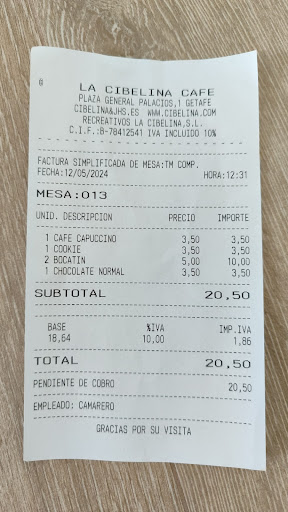 LA CIBELINA CAFE
PLAZA GENERAL PALACIOS,1 GETAFE
CIBELINA&JHS.ES WWW.CIBELINA.COM
RECREATIVOS LA CIBELINA,S.L.
C.I.F.:B-78412541 IVA INCLUIDO 10%
FACTURA SIMPLIFICADA DE MESA:TM COMP.
FECHA:12/05/2024 HORA:12:31
MESA:013
UNID. DESCRIPCION PRECIO IMPORTE
1 CAFE CAPUCCINO 3,50 3,50
1 COOKIE 3,50 3,50
2 BOCATIN 5,00 10,00
1 CHOCOLATE NORMAL 3,50 3,50
SUBTOTAL 20,50
BASE %IVA IMP.IVA
18,64 10,00 1,86
TOTAL 20,50
PENDIENTE DE COBRO 20,50
EMPLEADO: CAMARERO
GRACIAS POR SU VISITA